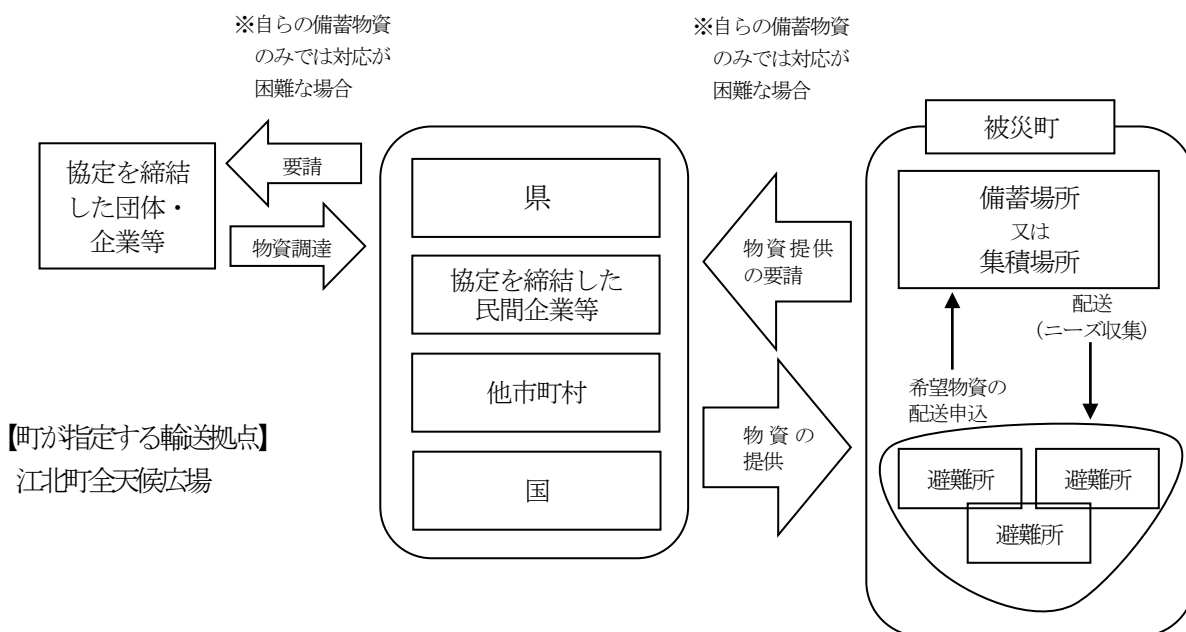 ※自らの備蓄物資
のみでは対応が
困難な場合
※自らの備蓄物資
のみでは対応が
困難な場合
協定を締結
した団体・
企業等
要請
物資調達
県
協定を締結した
民間企業等
他市町村
国
物資提供
の要請
物資の
提供
被災町
備蓄場所
又は
集積場所
配送
(ニーズ収集)
希望物資の
配送申込
避難所
避難所
避難所
【町が指定する輸送拠点】
江北町全天候広場